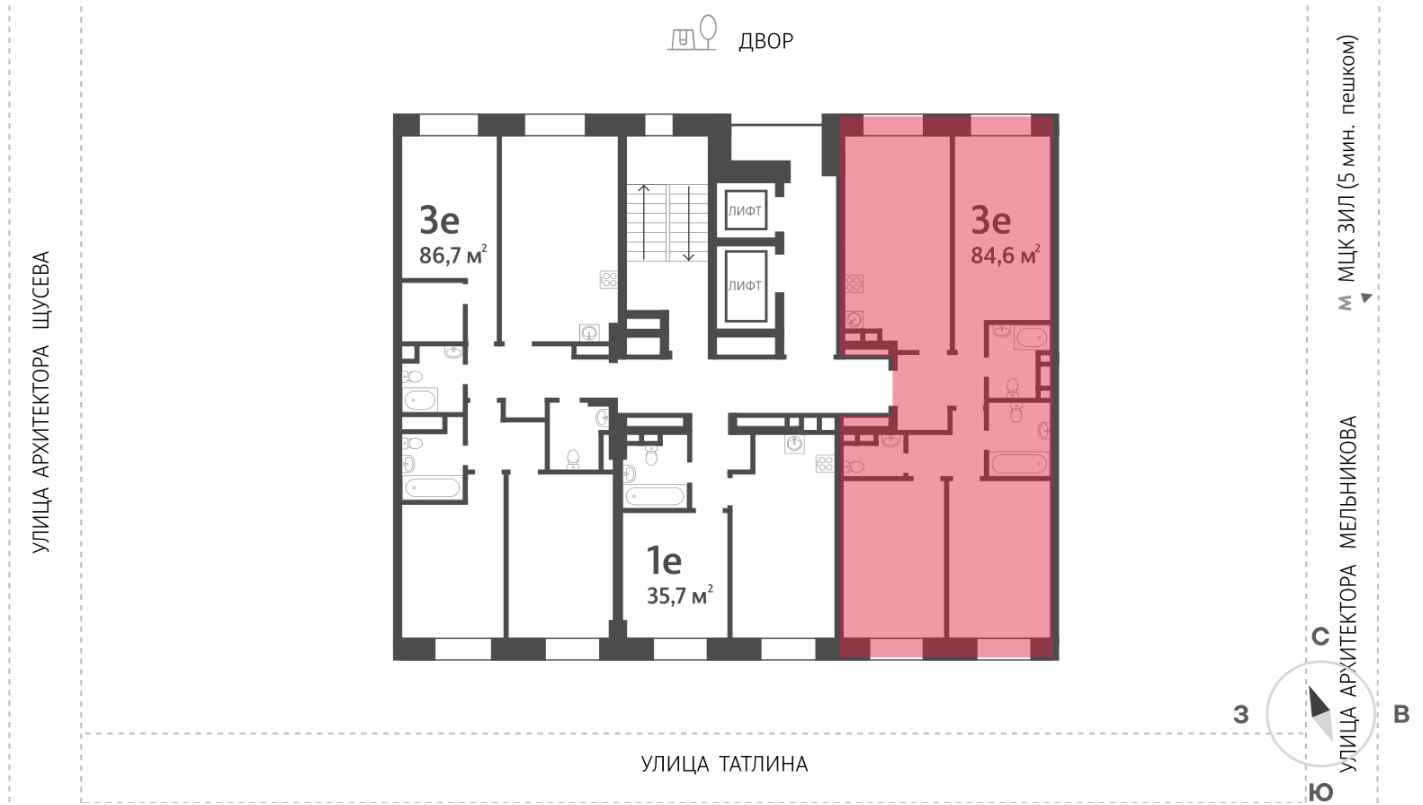 ДВОР
3е
86,7 м²
ЛИФТ
ЛИФТ
3е
84,6 м²
1е
35,7 м²
УЛИЦА АРХИТЕКТОРА ЩУСЕВА
М МЦК ЗИЛ (5 мин. пешком)
УЛИЦА АРХИТЕКТОРА МЕЛЬНИКОВА
УЛИЦА ТАТЛИНА
С
З
В
Ю